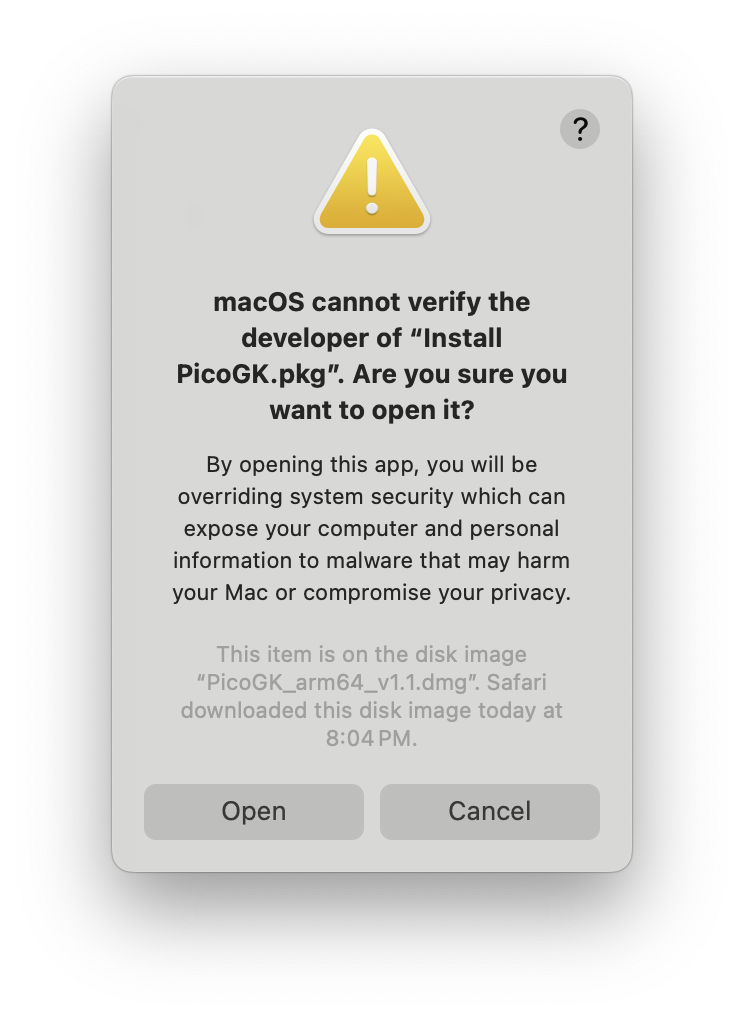 ?
macOS cannot verify the
developer of “Install
PicoGK.pkg”. Are you sure you
want to open it?
By opening this app, you will be
overriding system security which can
expose your computer and personal
information to malware that may harm
your Mac or compromise your privacy.
This item is on the disk image
“PicoGK_arm64_v1.1.dmg”. Safari
downloaded this disk image today at
8:04 PM.
Open
Cancel